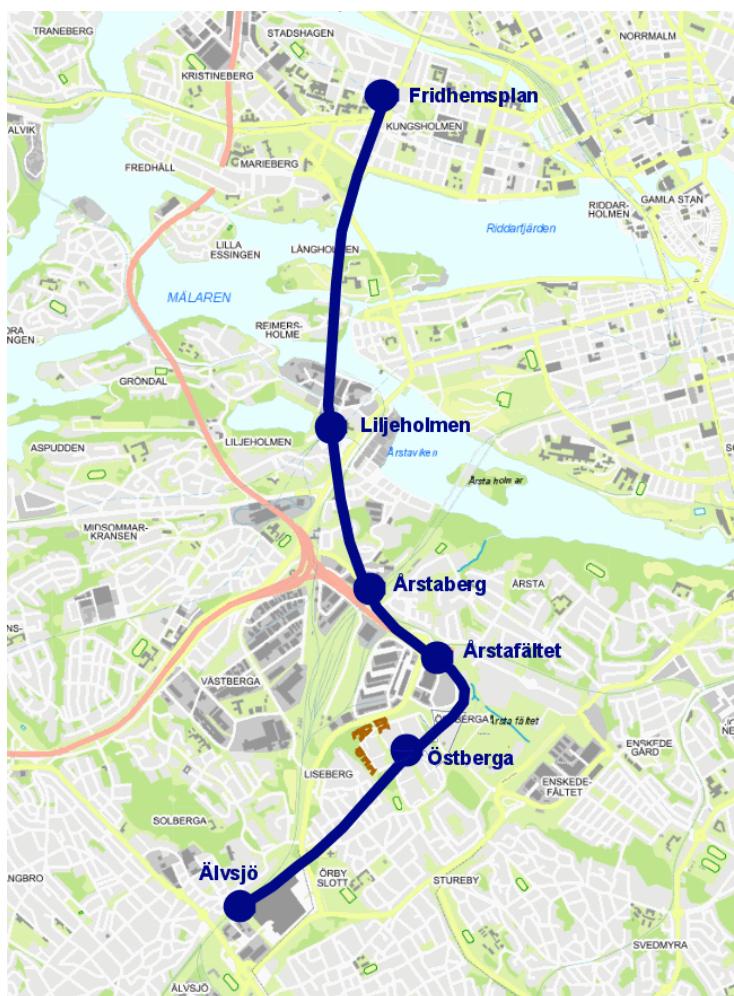 TRANEBERG
STADSHAGEN
NORRMALM
KRISTINEBERG
Fridhemsplan
KUNGSHOLMEN
ALVIK
MARIEBERG
FREDHÄLL
GAMLA STAN
RIDDAR-
HOLMEN
Riddarfjärden
LILLA
ESSINGEN
LÅNGHOLMEN
MÄLAREN
REIMERS-
HOLME
INGEN
GRÖNDAL
Liljeholmen
LILJEHOLMEN
ASPUDDEN
Årstaviken
Årsta holmar
MIDSOMMAR-
KRANSEN
Årstaberg
ÅRSTA
Årstafältet
VÄSTBERGA
Årsta fältet
ENSKEDE
GÅRD
Östberga
LISEBERG
ENSKEDE-
FÄLTET
SOLBERGA
Älvsjö
ÖRBY
SLOTT
STUREBY
ÅNGBRO
SVEDMYRA
ÄLVSJÖ